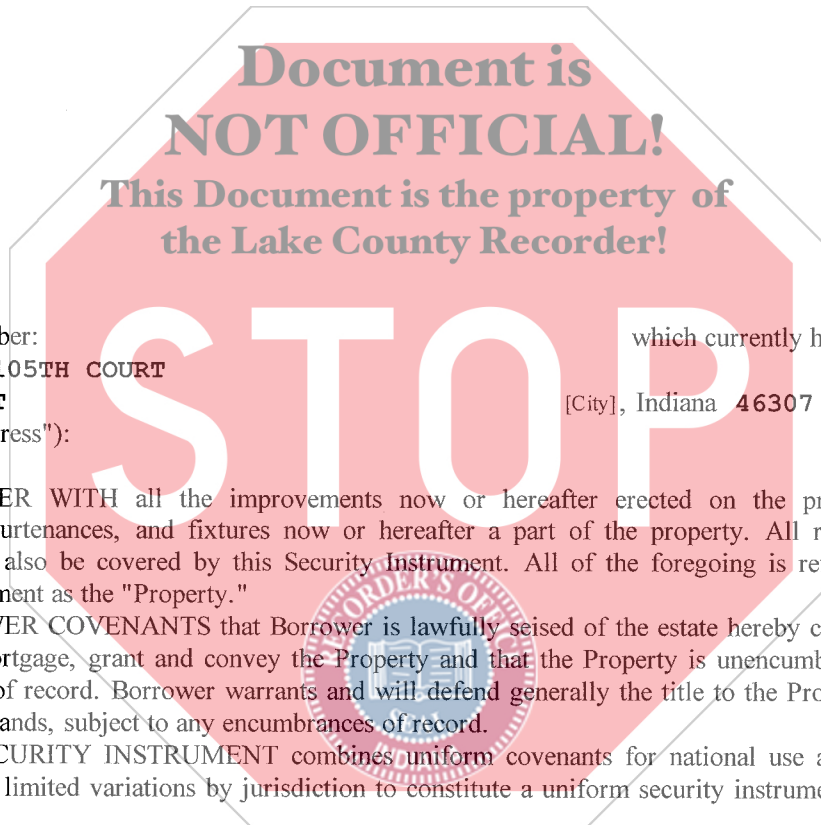 Document is
NOT OFFICIAL!
This Document is the property of
the Lake County Recorder!
STOP
ber: which currently h
105TH COURT
T [City], Indiana 46307
ress"):
ER WITH all the improvements now or hereafter erected on the pr
urtenances, and fixtures now or hereafter a part of the property. All r
also be covered by this Security Instrument. All of the foregoing is re
ment as the "Property."
VER COVENANTS that Borrower is lawfully seised of the estate hereby c
ortgage, grant and convey the Property and that the Property is unencumb
of record. Borrower warrants and will defend generally the title to the Pro
ands, subject to any encumbrances of record.
CURITY INSTRUMENT combines uniform covenants for national use a
limited variations by jurisdiction to constitute a uniform security instrume
RECORDER'S OFFICE
SEAL
INDIANA